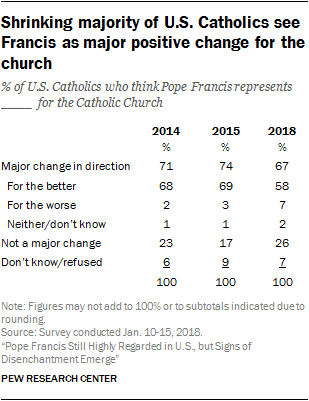 Shrinking majority of U.S. Catholics see
Francis as major positive change for the
church
% of U.S. Catholics who think Pope Francis represents
_____ for the Catholic Church
2014 2015 2018
% % %
Major change in direction 71 74 67
For the better 68 69 58
For the worse 2 3 7
Neither/don't know 1 1 2
Not a major change 23 17 26
Don't know/refused 6 9 7
100 100 100
Note: Figures may not add to 100% or to subtotals indicated due to
rounding.
Source: Survey conducted Jan. 10-15, 2018.
"Pope Francis Still Highly Regarded in U.S., but Signs of
Disenchantment Emerge"
PEW RESEARCH CENTER